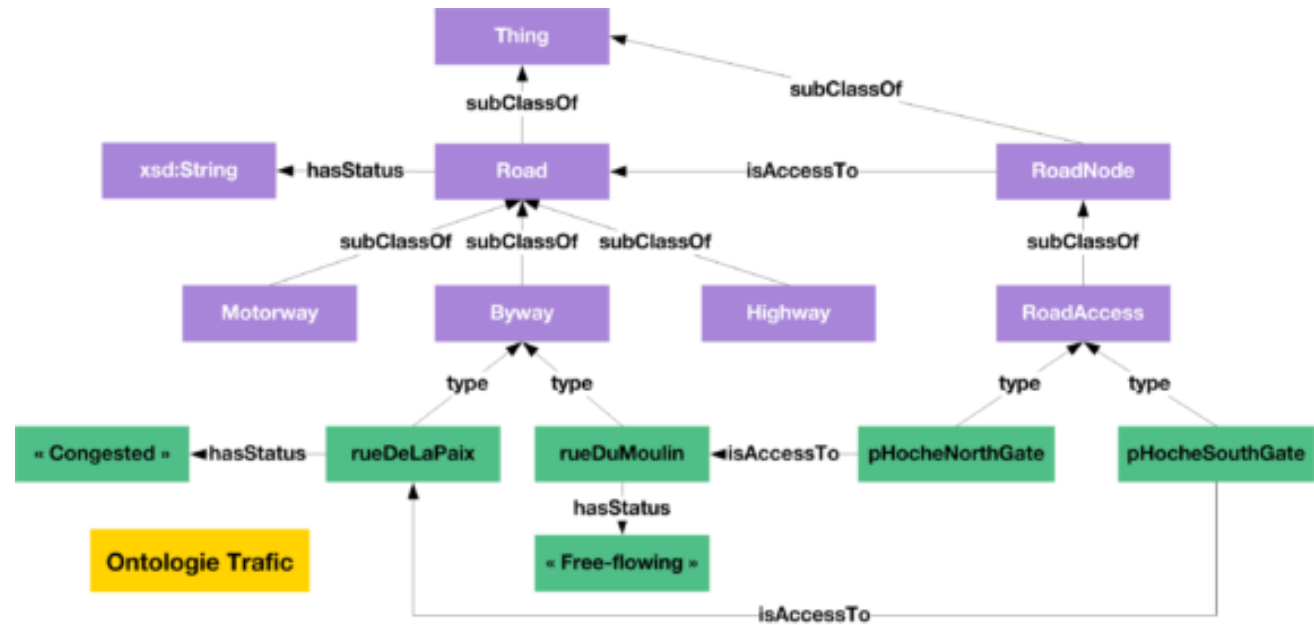 Thing
subClassOf
subClassOf
xsd:String
hasStatus
Road
isAccessTo
RoadNode
subClassOf
subClassOf
subClassOf
subClassOf
Motorway
Byway
Highway
RoadAccess
type
type
type
type
« Congested »
hasStatus
rueDeLaPaix
rueDuMoulin
isAccessTo
pHocheNorthGate
pHocheSouthGate
hasStatus
Ontologie Trafic
« Free-flowing »
isAccessTo